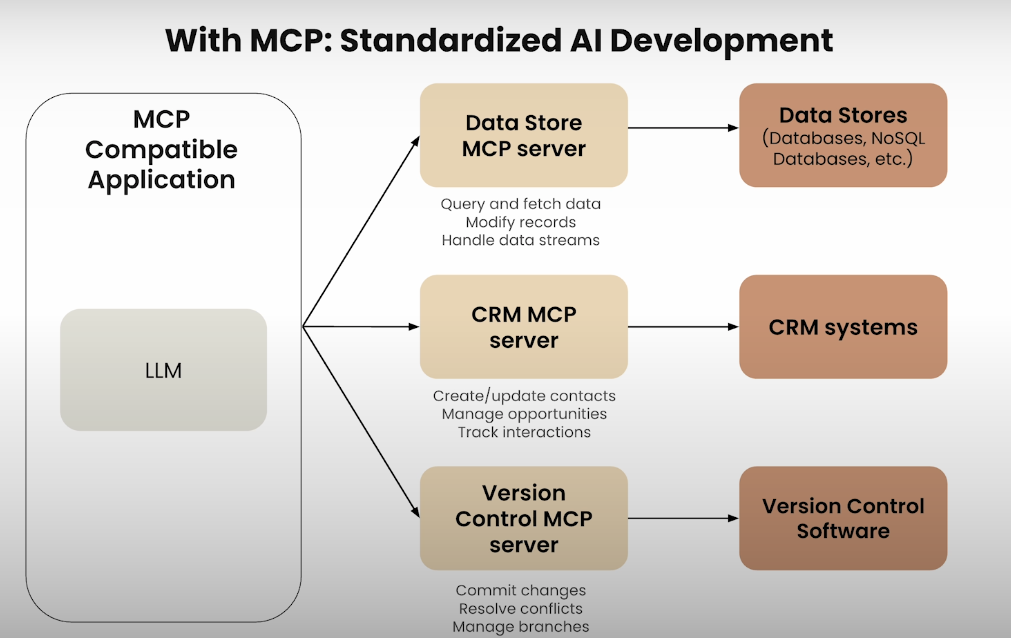 With MCP: Standardized AI Development
MCP
Compatible
Application
LLM
Data Store
MCP server
Query and fetch data
Modify records
Handle data streams
Data Stores
(Databases, NoSQL
Databases, etc.)
CRM MCP
server
Create/update contacts
Manage opportunities
Track interactions
CRM systems
Version
Control MCP
server
Commit changes
Resolve conflicts
Manage branches
Version Control
Software